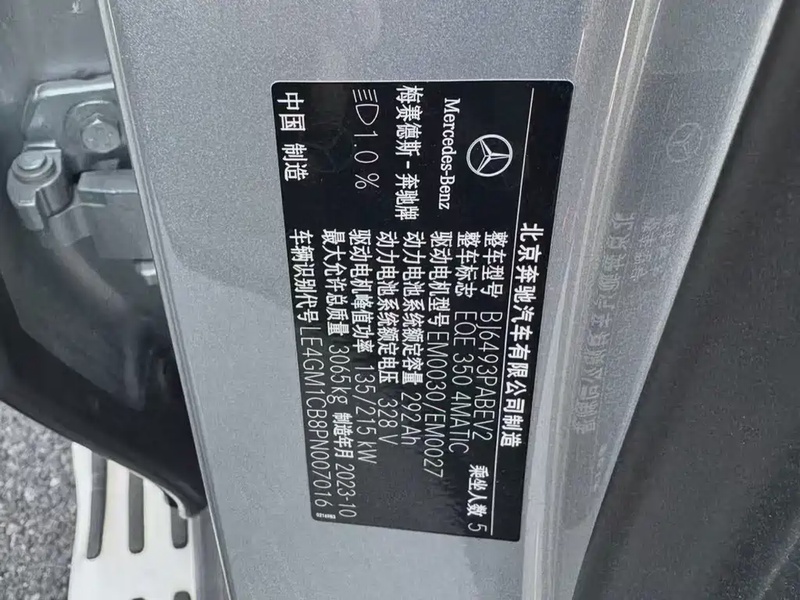 北京奔驰汽车有限公司制造
Mercedes-Benz
梅赛德斯-奔驰牌
1.0 %
中国 制造
整车型号 BJ6493PABEV2
整车标志 EQE 350 4MATIC 乘坐人数 5
驱动电机型号 EM0030/EM0027
动力电池系统额定容量 292Ah
动力电池系统额定电压 328 V
驱动电机峰值功率 135/215 kW
最大允许总质量 3065kg 制造年月 2023-10
车辆识别代号 LE4GM1CB8PN007016